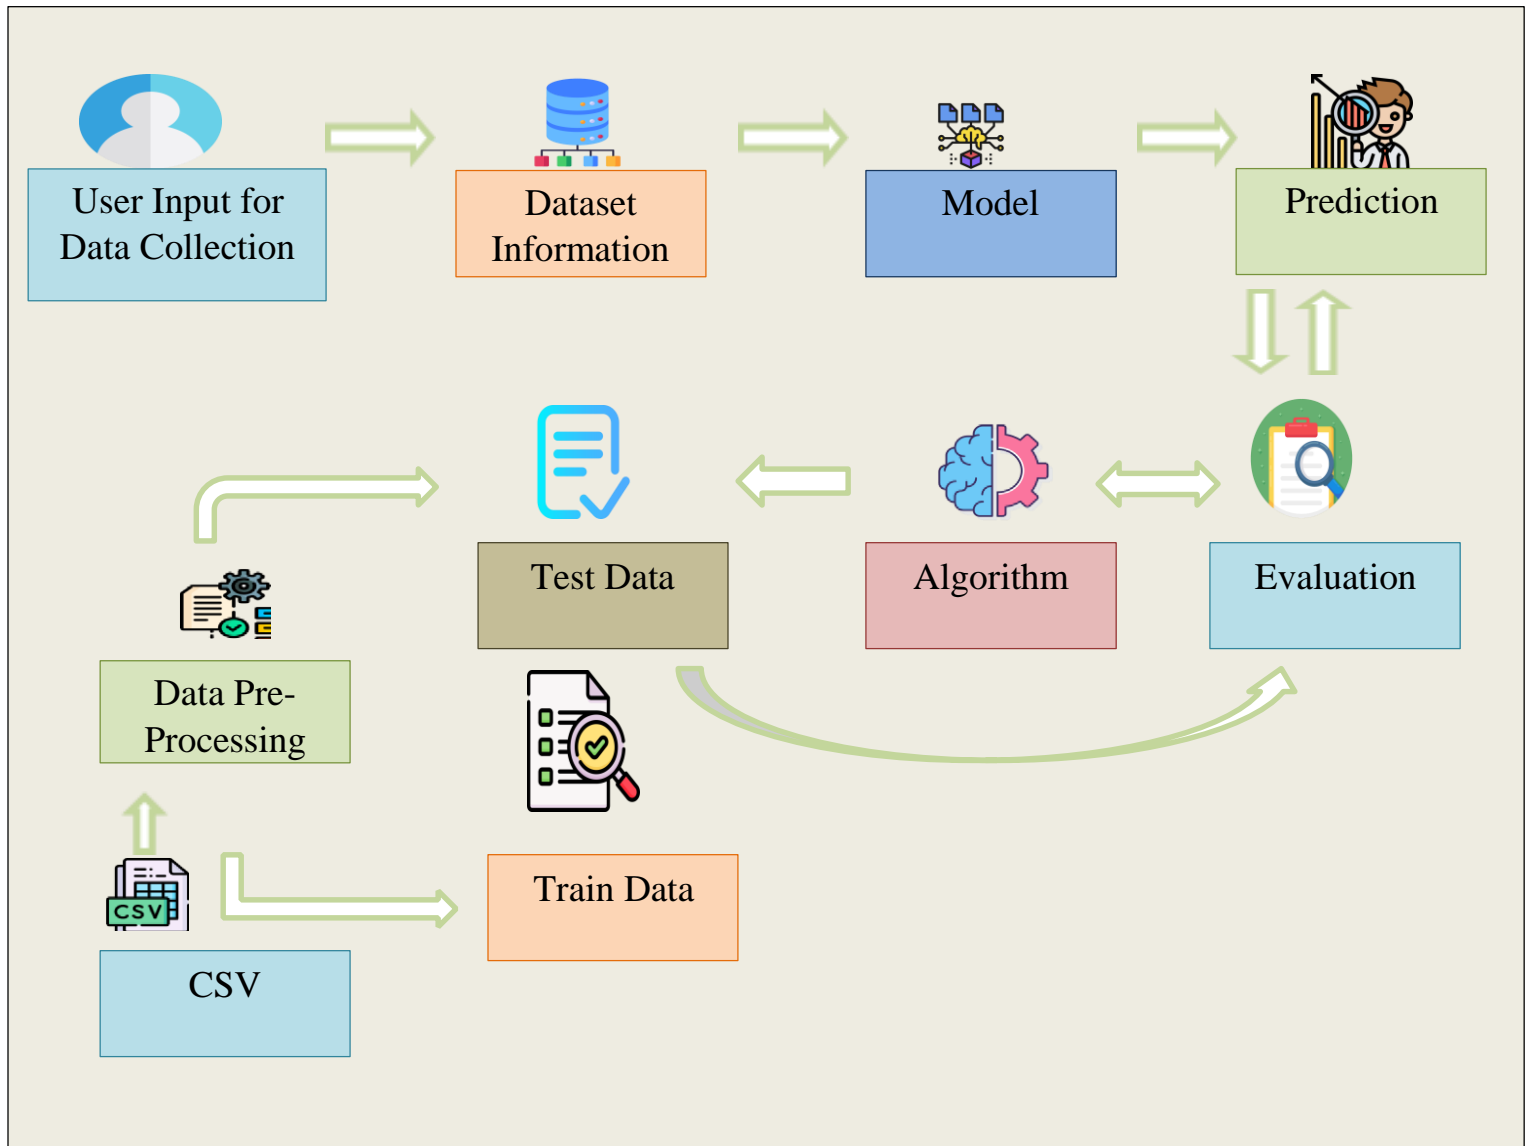 User Input for
Data Collection
Dataset
Information
Model
Prediction
Test Data
Algorithm
Evaluation
Data Pre-
Processing
CSV
Train Data
CSV